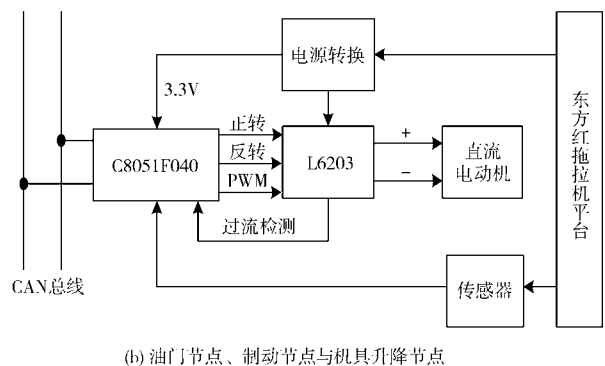 电源转换
3.3V
正转
反转
PWM
C8051F040
L6203
+
−
直流
电动机
东方红拖拉机平台
过流检测
CAN总线
传感器
(b) 油门节点、制动节点与机具升降节点